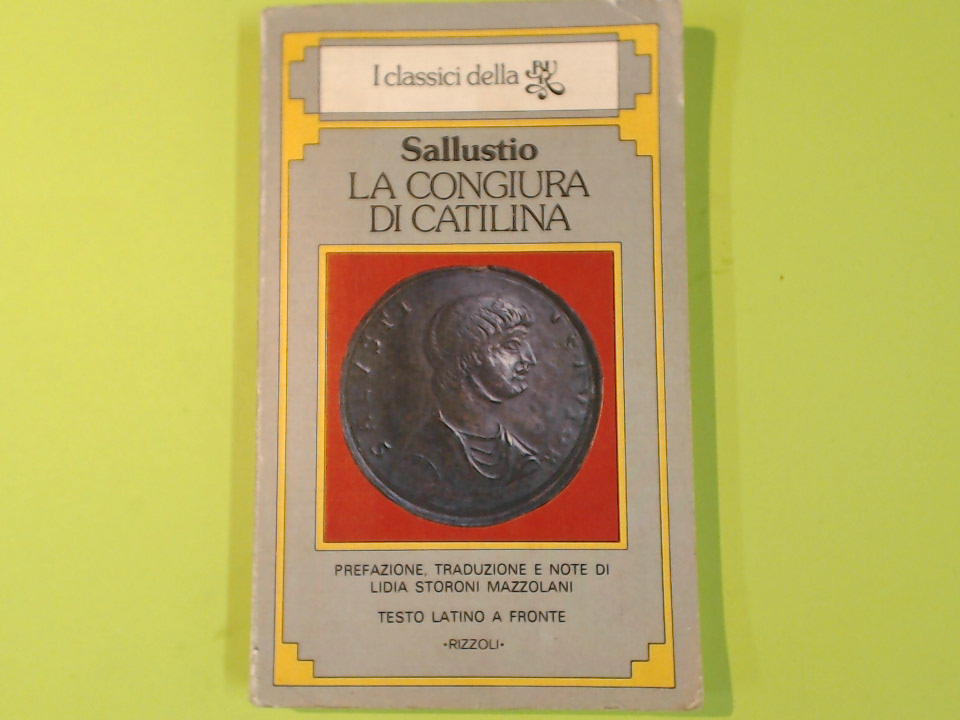 I classici della BUR
Sallustio
LA CONGIURA
DI CATILINA
PREFAZIONE, TRADUZIONE E NOTE DI
LIDIA STORONI MAZZOLANI
TESTO LATINO A FRONTE
•RIZZOLI•